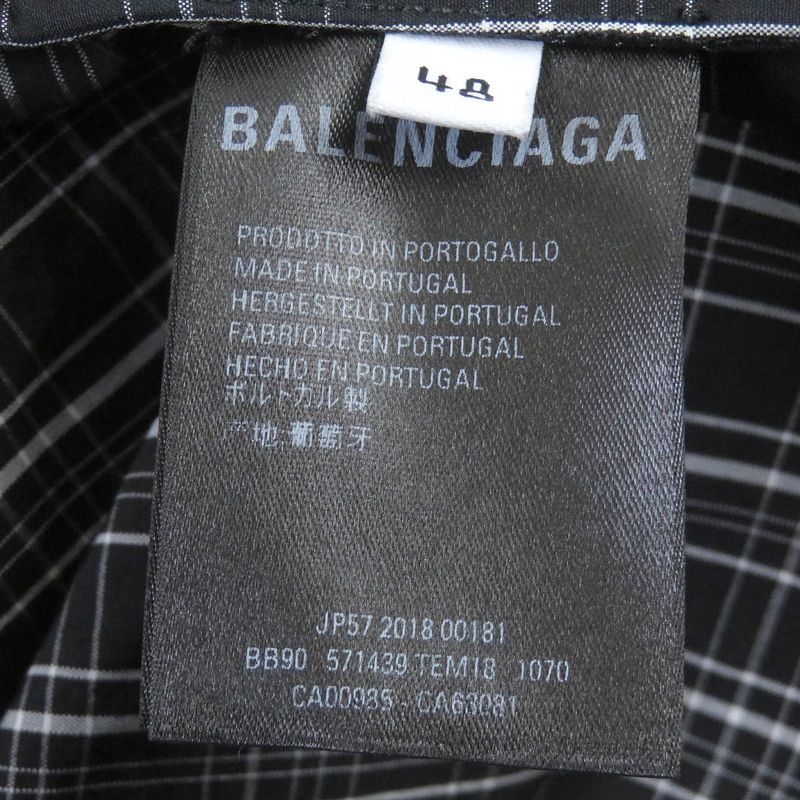 48
BALENCIAGA
PRODOTTO IN PORTOGALLO
MADE IN PORTUGAL
HERGESTELLT IN PORTUGAL
FABRIQUE EN PORTUGAL
HECHO EN PORTUGAL
ポルトカル製
产地:葡萄牙
JP57 2018 00181
BB90 571439 TEM18 1070
CA00985 - CA63081